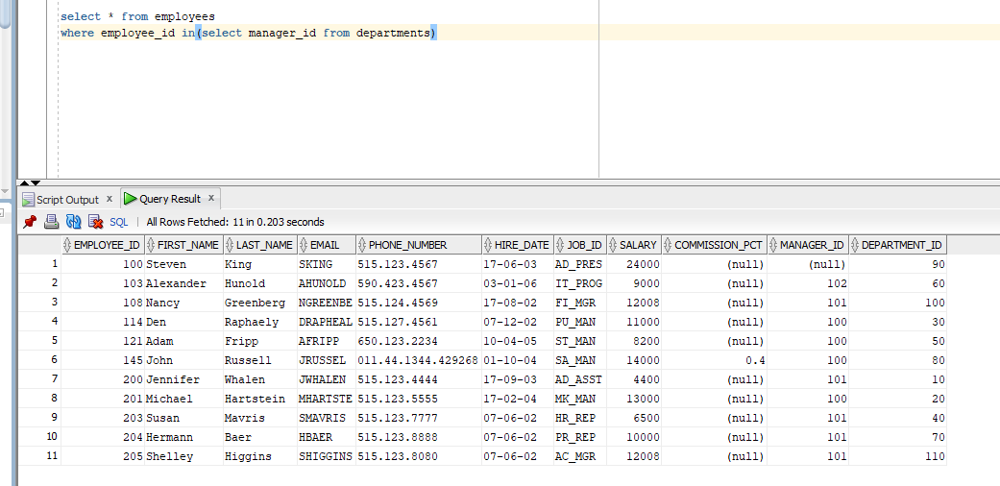 select * from employees
where employee_id in(select manager_id from departments)
Script Output x Query Result x
SQL | All Rows Fetched: 11 in 0.203 seconds
EMPLOYEE_ID FIRST_NAME LAST_NAME EMAIL PHONE_NUMBER HIRE_DATE JOB_ID SALARY COMMISSION_PCT MANAGER_ID DEPARTMENT_ID
1 100 Steven King SKING 515.123.4567 17-06-03 AD_PRES 24000 (null) (null) 90
2 103 Alexander Hunold AHUNOLD 590.423.4567 03-01-06 IT_PROG 9000 (null) 102 60
3 108 Nancy Greenberg NGREENBE 515.124.4569 17-08-02 FI_MGR 12008 (null) 101 100
4 114 Den Raphaely DRAPHEAL 515.127.4561 07-12-02 PU_MAN 11000 (null) 100 30
5 121 Adam Fripp AFRIPP 650.123.2234 10-04-05 ST_MAN 8200 (null) 100 50
6 145 John Russell JRUSSEL 011.44.1344.429268 01-10-04 SA_MAN 14000 0.4 100 80
7 200 Jennifer Whalen JWHALEN 515.123.4444 17-09-03 AD_ASST 4400 (null) 101 10
8 201 Michael Hartstein MHARTSTE 515.123.5555 17-02-04 MK_MAN 13000 (null) 100 20
9 203 Susan Mavris SMAVRIS 515.123.7777 07-06-02 HR_REP 6500 (null) 101 40
10 204 Hermann Baer HBAER 515.123.8888 07-06-02 PR_REP 10000 (null) 101 70
11 205 Shelley Higgins SHIGGINS 515.123.8080 07-06-02 AC_MGR 12008 (null) 101 110